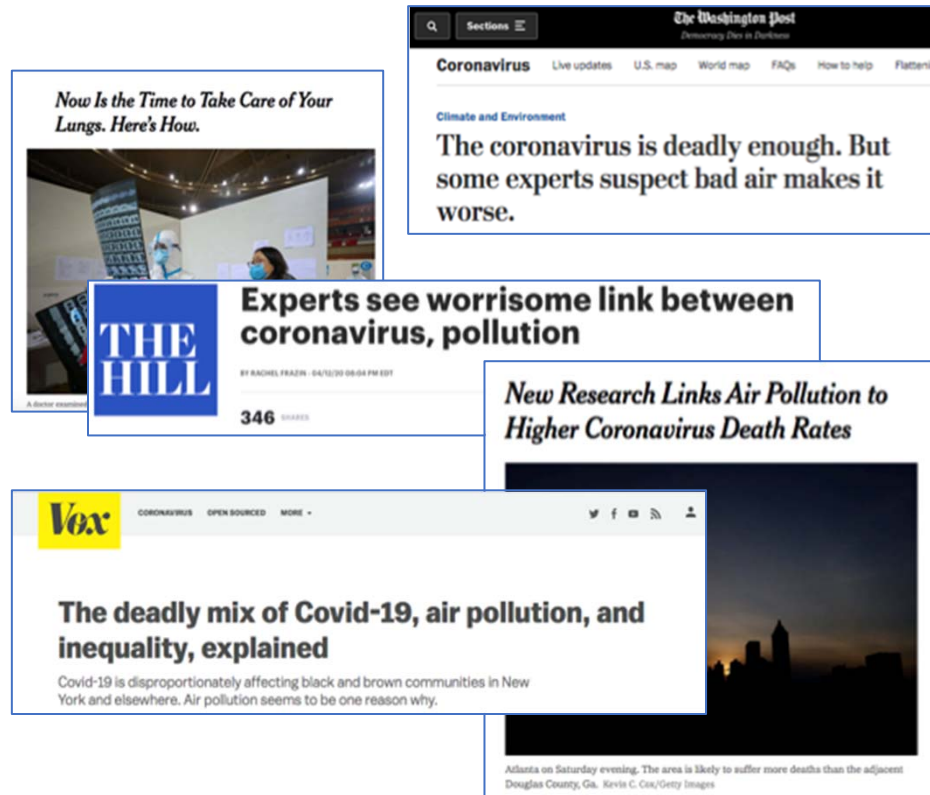 The Washington Post
Democracy Dies in Darkness
Sections
Coronavirus Live updates U.S. map World map FAQs How to help
Climate and Environment
The coronavirus is deadly enough. But
some experts suspect bad air makes it
worse.
Now Is the Time to Take Care of Your
Lungs. Here's How.
A doctor examined
THE
HILL
Experts see worrisome link between
coronavirus, pollution
BY RACHEL FRAZIN - 04/12/20 06:04 PM EDT
346 SHARES
New Research Links Air Pollution to
Higher Coronavirus Death Rates
Vox
CORONAVIRUS OPEN SOURCED MORE
The deadly mix of Covid-19, air pollution, and
inequality, explained
Covid-19 is disproportionately affecting black and brown communities in New
York and elsewhere. Air pollution seems to be one reason why.
Atlanta on Saturday evening. The area is likely to suffer more deaths than the adjacent
Douglas County, Ga. Kevin C. Cox/Getty Images